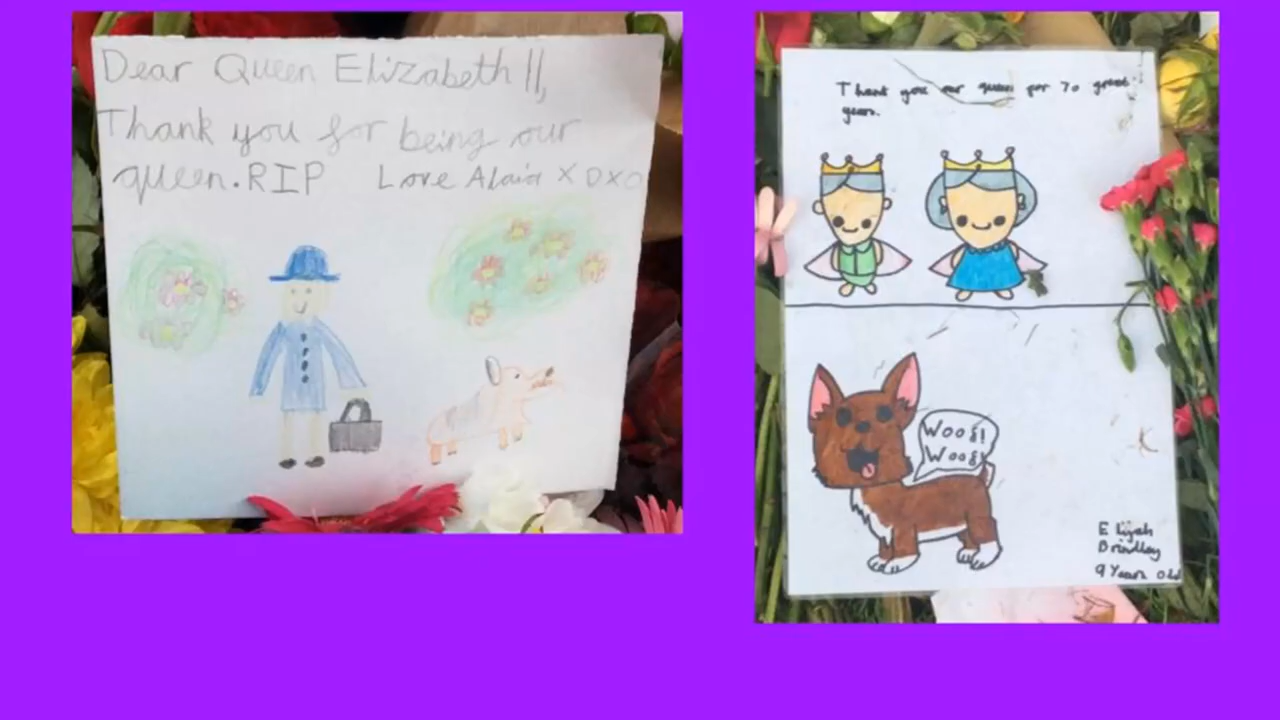 Dear Queen Elizabeth II,
Thank you for being our
queen. RIP Love Alaia X O X O
Thank you our queen for 70 great
years.
Woof!
Woof!
Elijah
Brindley
9 Years old